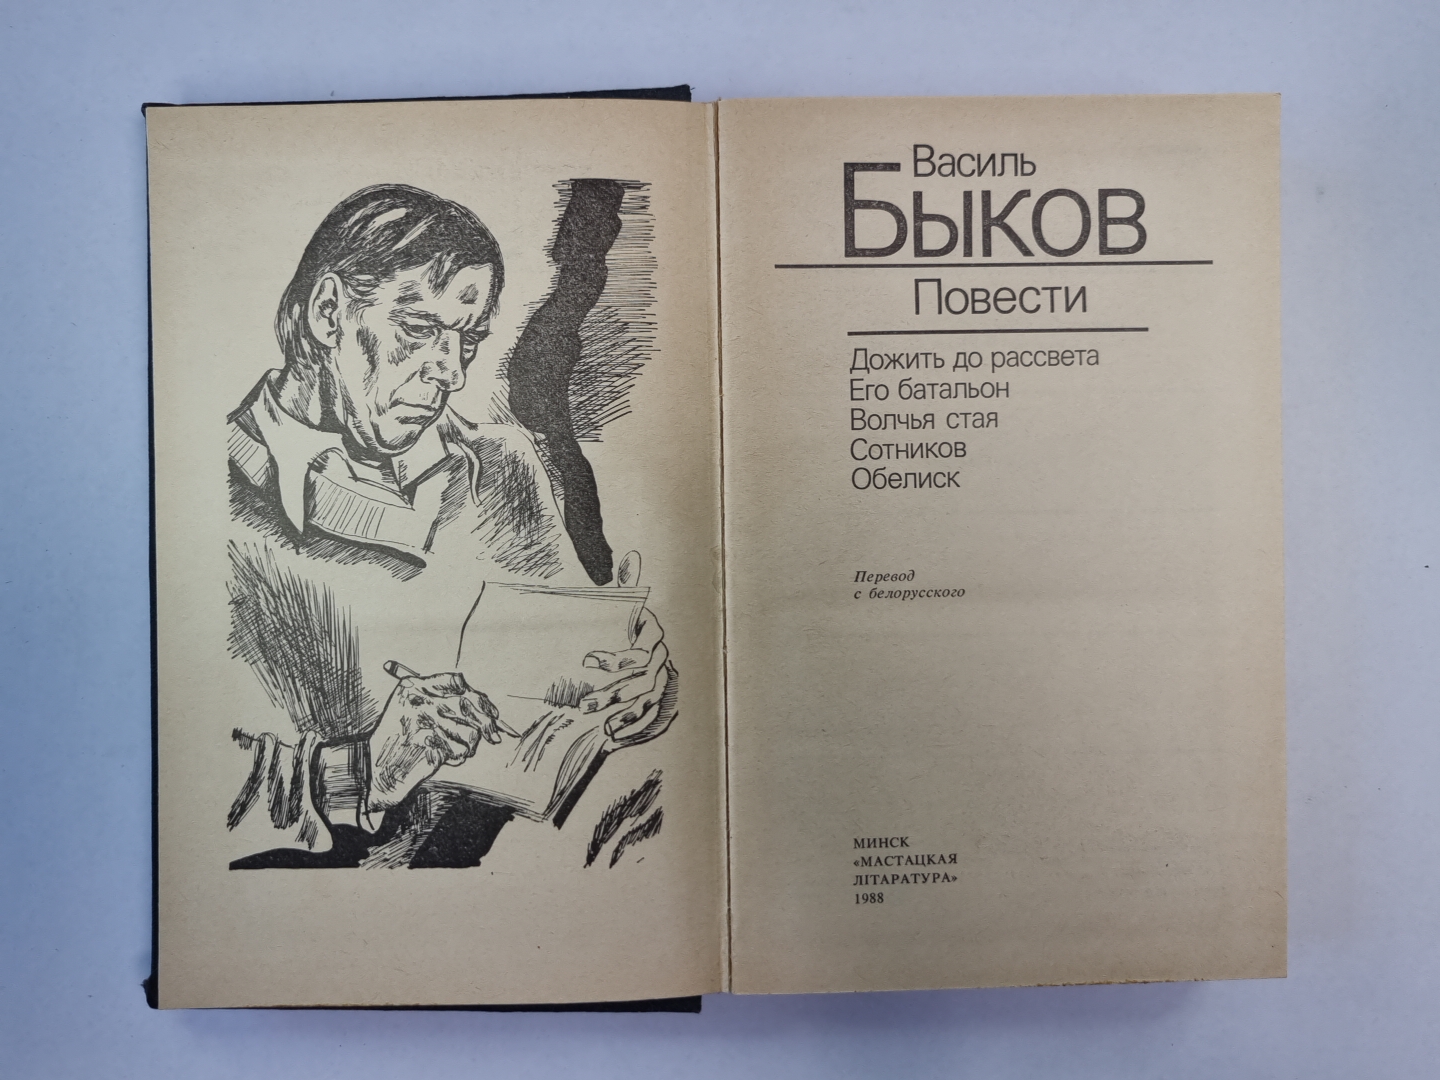 Василь
Быков
Повести
Дожить до рассвета
Его батальон
Волчья стая
Сотников
Обелиск
Перевод
с белорусского
МИНСК
«МАСТАЦКАЯ
ЛІТАРАТУРА»
1988